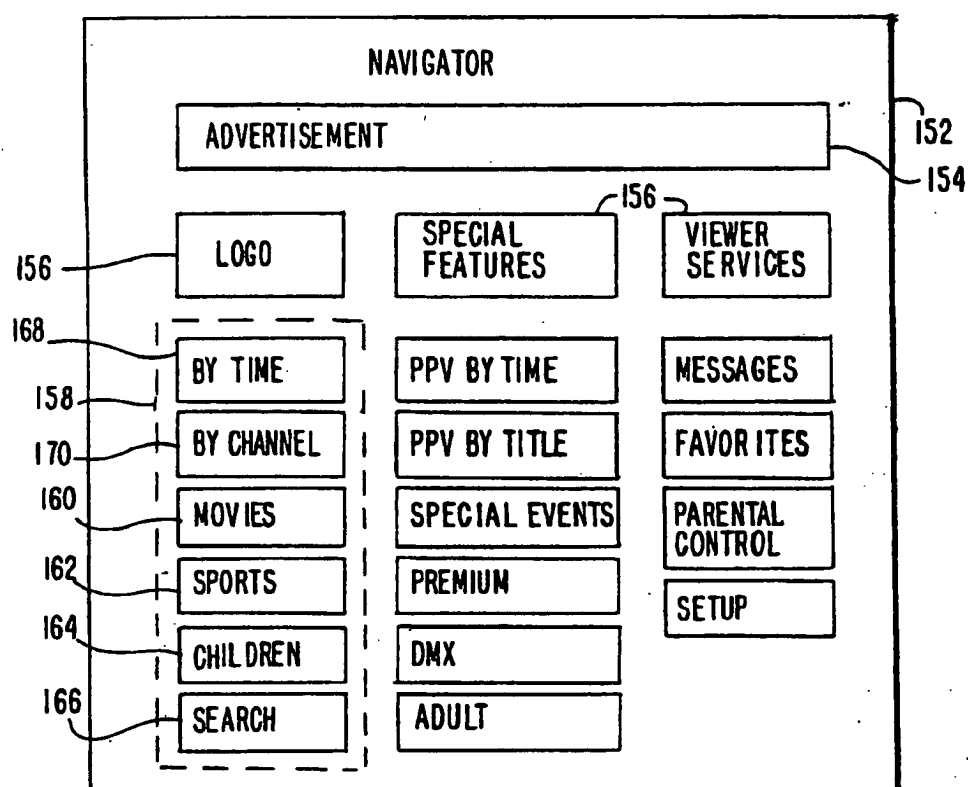 NAVIGATOR
ADVERTISEMENT
152
154
156
156
LOGO
SPECIAL
FEATURES
VIEWER
SERVICES
168
BY TIME
PPV BY TIME
MESSAGES
158
170
BY CHANNEL
PPV BY TITLE
FAVORITES
160
MOVIES
SPECIAL EVENTS
PARENTAL
CONTROL
162
SPORTS
PREMIUM
SETUP
164
CHILDREN
DMX
166
SEARCH
ADULT